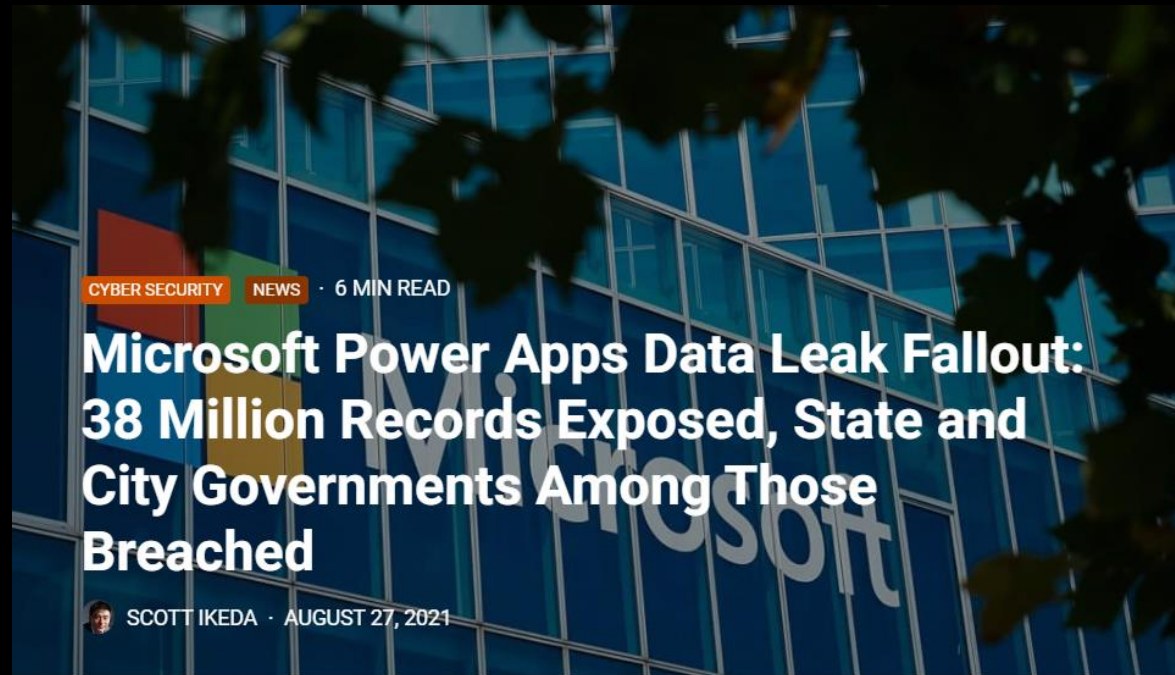 CYBER SECURITY NEWS · 6 MIN READ
Microsoft Power Apps Data Leak Fallout:
38 Million Records Exposed, State and
City Governments Among Those
Breached
Microsoft
SCOTT IKEDA · AUGUST 27, 2021